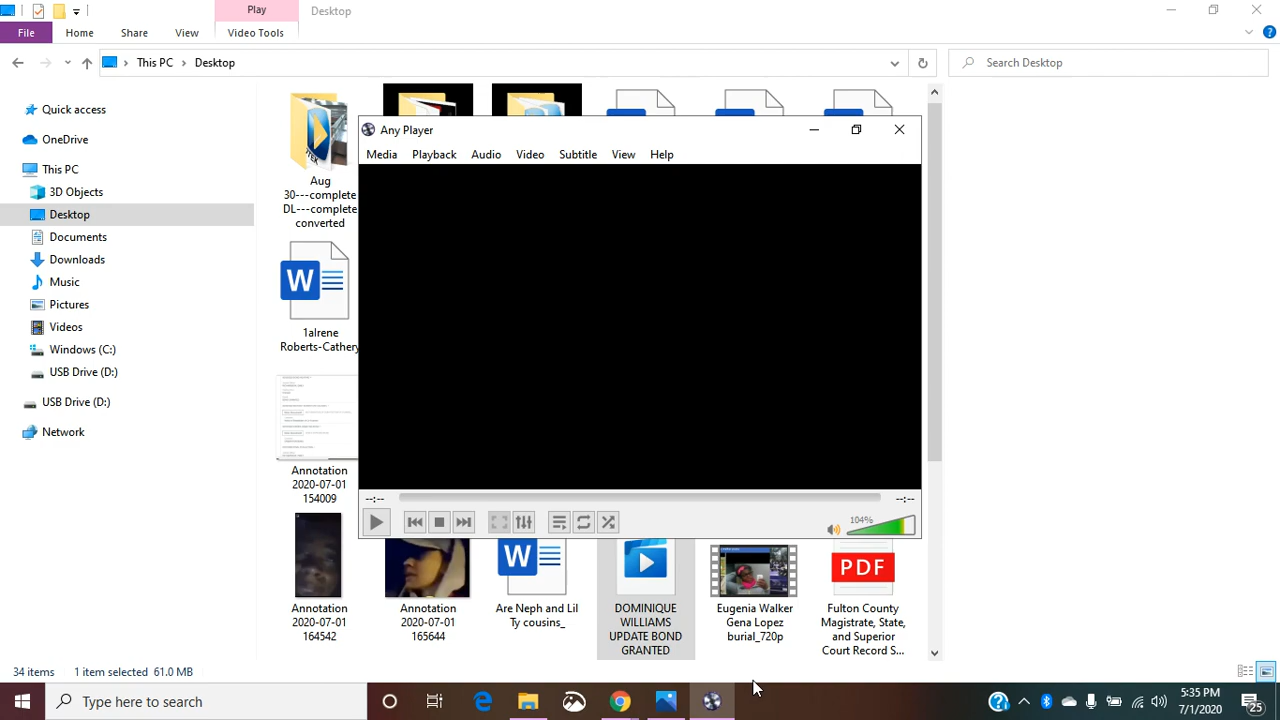 Play
Desktop
File
Home
Share
View
Video Tools
This PC
Desktop
Search Desktop
Quick access
OneDrive
This PC
3D Objects
Desktop
Documents
Downloads
Music
Pictures
Videos
Windows (C:)
USB Drive (D:)
USB Drive (D:)
Network
Aug
30---complete
DL---complete
converted
Any Player
Media
Playback
Audio
Video
Subtitle
View
Help
--:--
--:--
104%
W
1aIrene
Roberts-Cathery
Annotation
2020-07-01
154009
Annotation
2020-07-01
164542
Annotation
2020-07-01
165644
W
Are Neph and Lil
Ty cousins_
DOMINIQUE
WILLIAMS
UPDATE BOND
GRANTED
Eugenia Walker
Gena Lopez
burial_720p
PDF
Fulton County
Magistrate, State,
and Superior
Court Record S...
34 items
1 item selected 61.0 MB
Type here to search
5:35 PM
7/1/2020
25